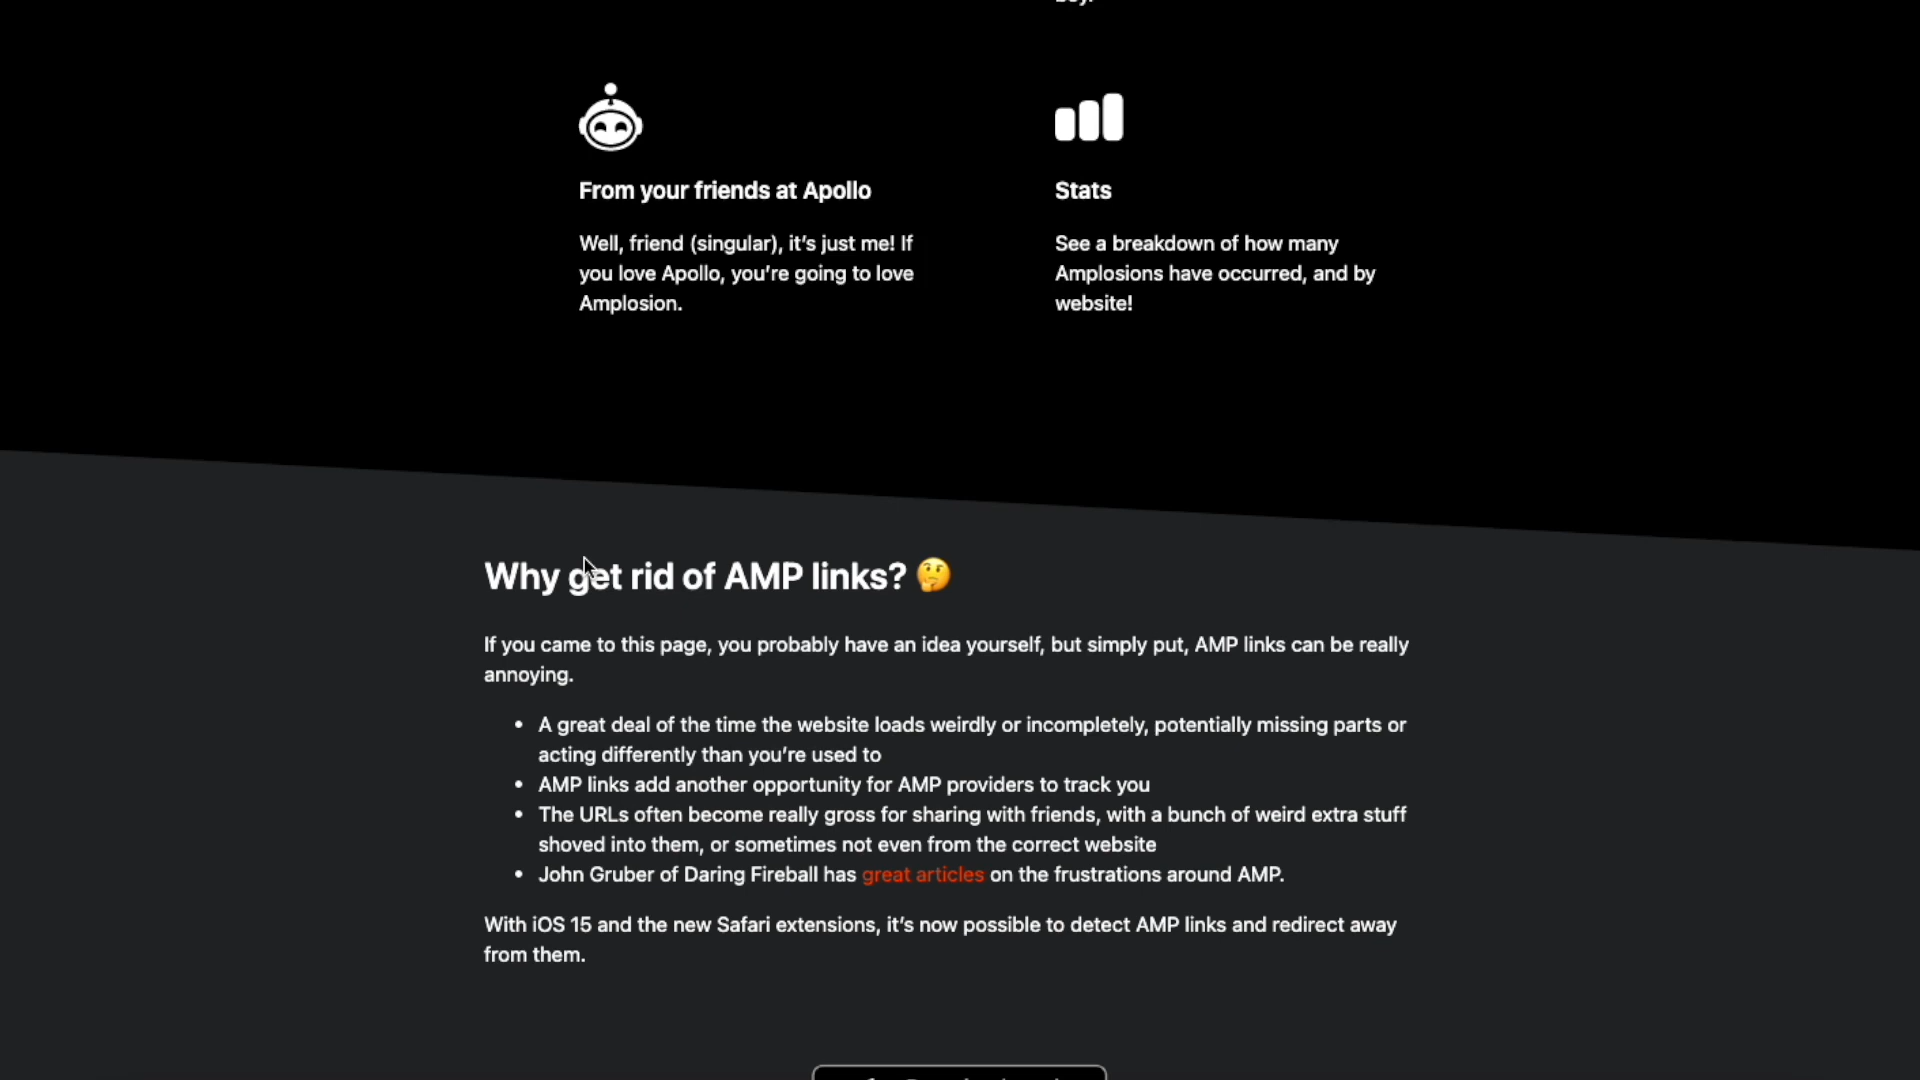 From your friends at Apollo
Well, friend (singular), it's just me! If
you love Apollo, you're going to love
Amplosion.
Stats
See a breakdown of how many
Amplosions have occurred, and by
website!
Why get rid of AMP links? 🤔
If you came to this page, you probably have an idea yourself, but simply put, AMP links can be really
annoying.
• A great deal of the time the website loads weirdly or incompletely, potentially missing parts or
acting differently than you're used to
• AMP links add another opportunity for AMP providers to track you
• The URLs often become really gross for sharing with friends, with a bunch of weird extra stuff
shoved into them, or sometimes not even from the correct website
• John Gruber of Daring Fireball has great articles on the frustrations around AMP.
With iOS 15 and the new Safari extensions, it's now possible to detect AMP links and redirect away
from them.